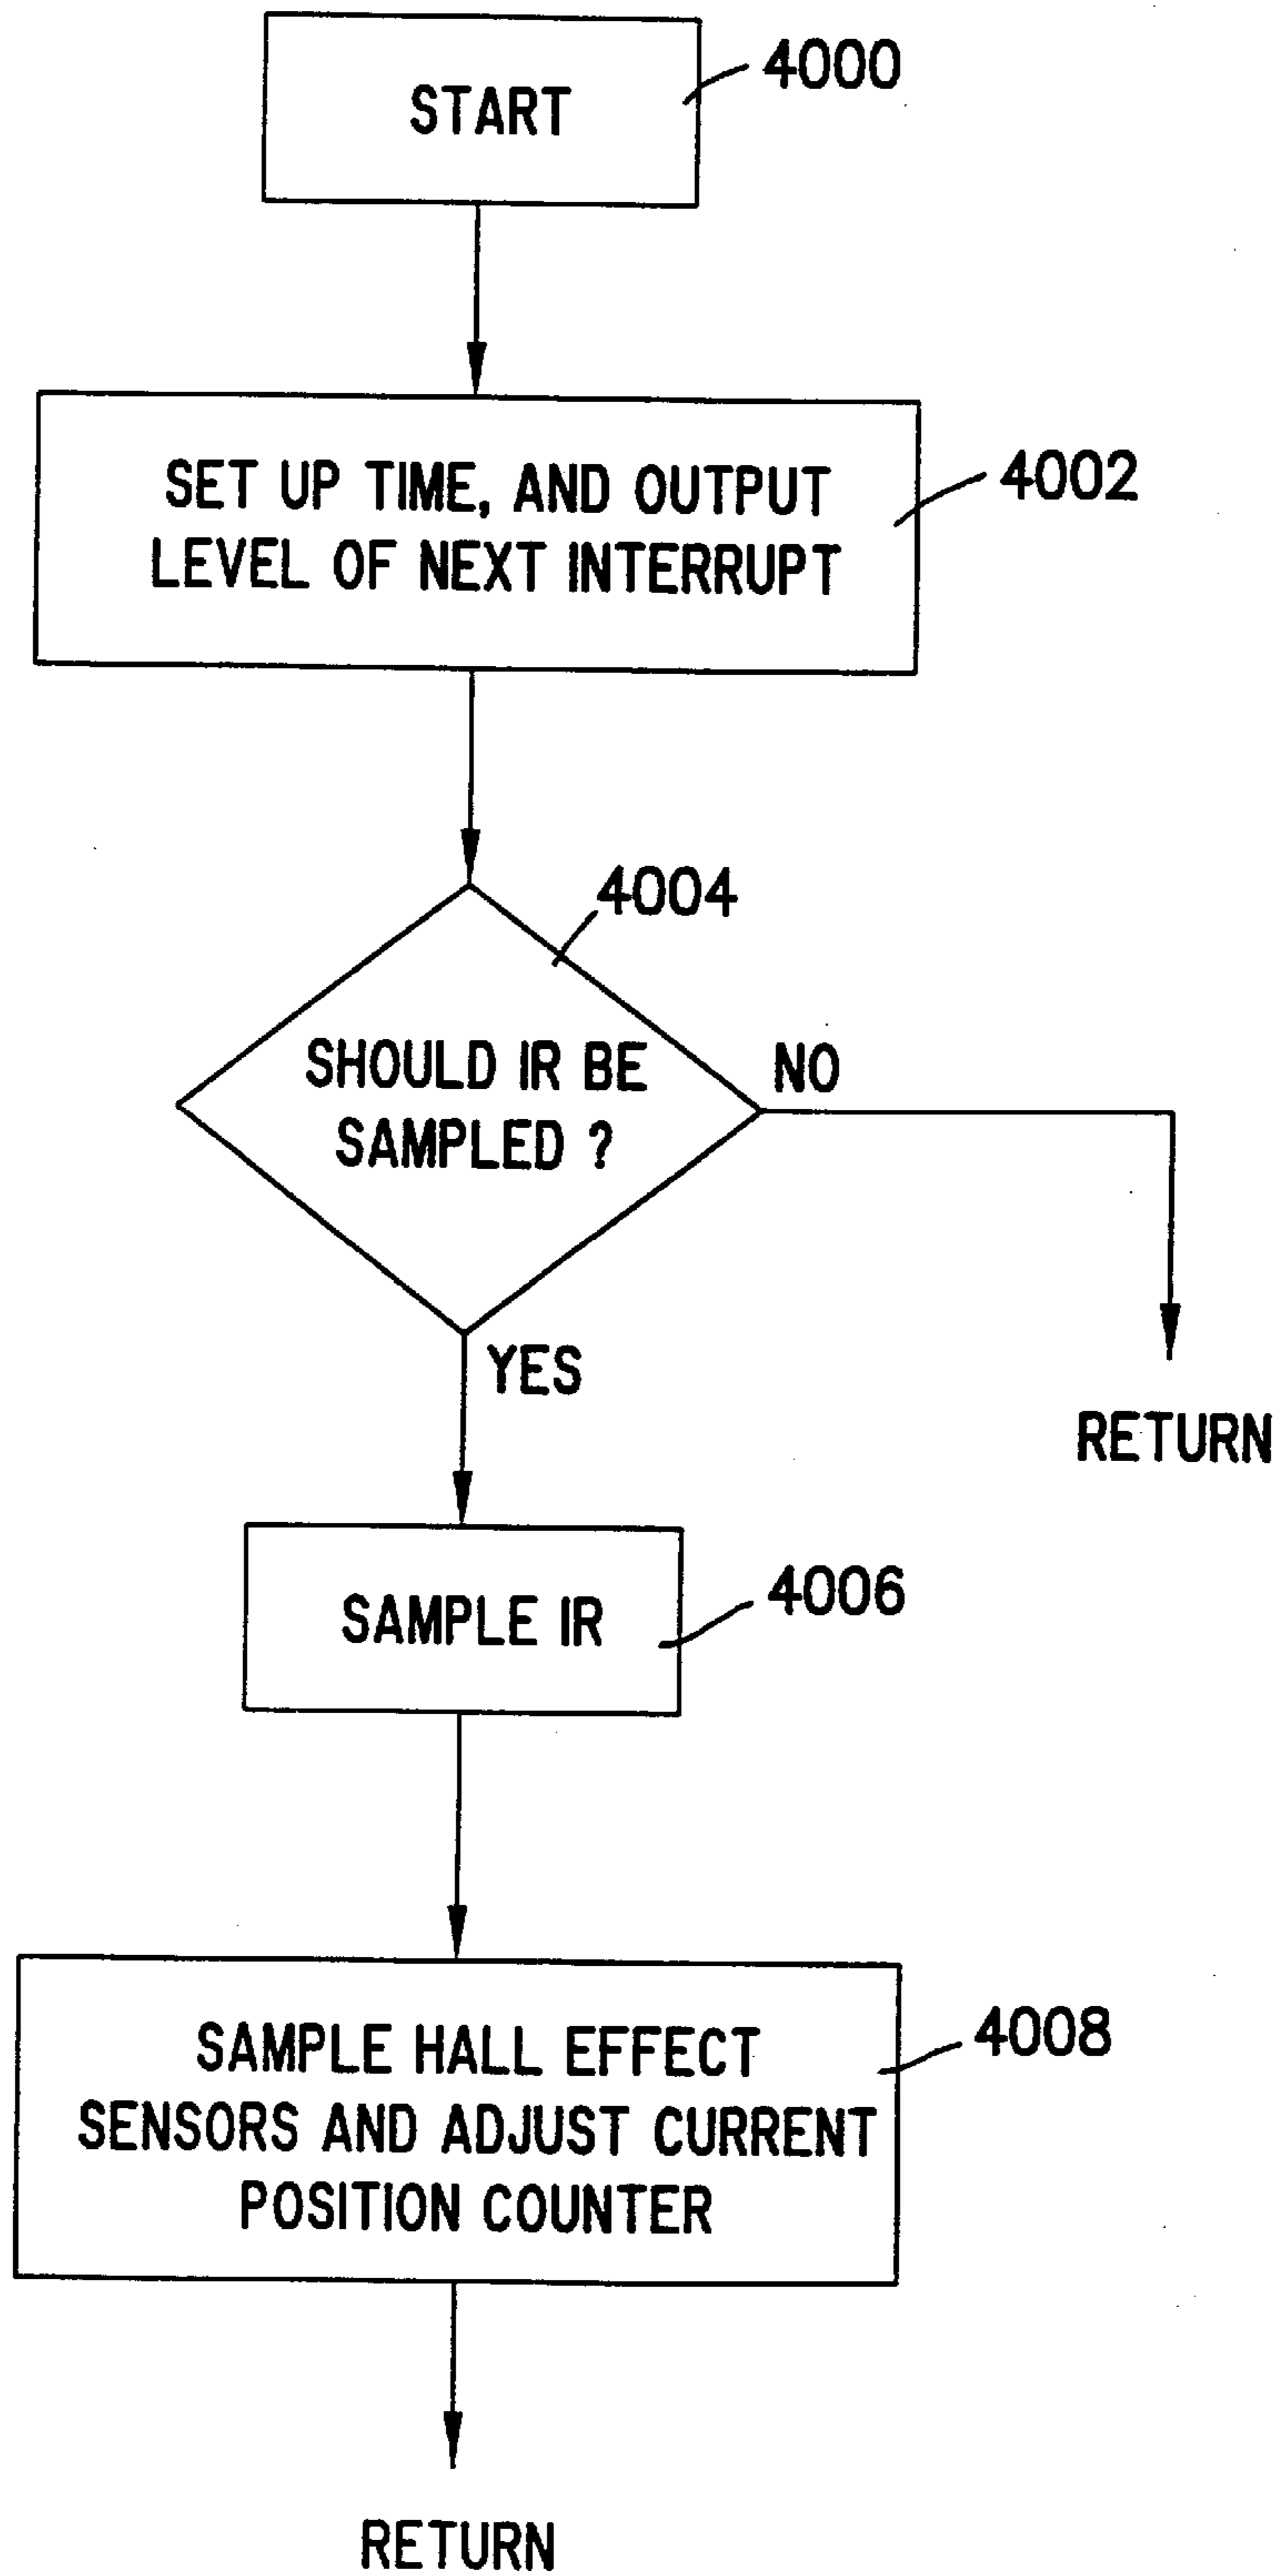 START
4000
SET UP TIME, AND OUTPUT
LEVEL OF NEXT INTERRUPT
4002
4004
SHOULD IR BE
SAMPLED ?
NO
YES
RETURN
SAMPLE IR
4006
SAMPLE HALL EFFECT
SENSORS AND ADJUST CURRENT
POSITION COUNTER
4008
RETURN